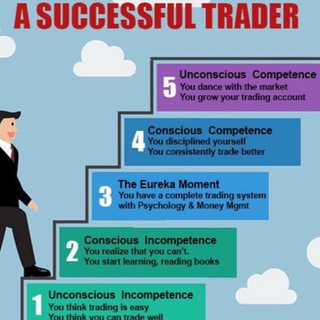 A SUCCESSFUL TRADER
5
Unconscious Competence
You dance with the market
You grow your trading account
4
Conscious Competence
You disciplined yourself
You consistently trade better
3
The Eureka Moment
You have a complete trading system
with Psychology & Money Mgmt
2
Conscious Incompetence
You realize that you can't.
You start learning, reading books
1
Unconscious Incompetence
You think trading is easy
You think you can trade well